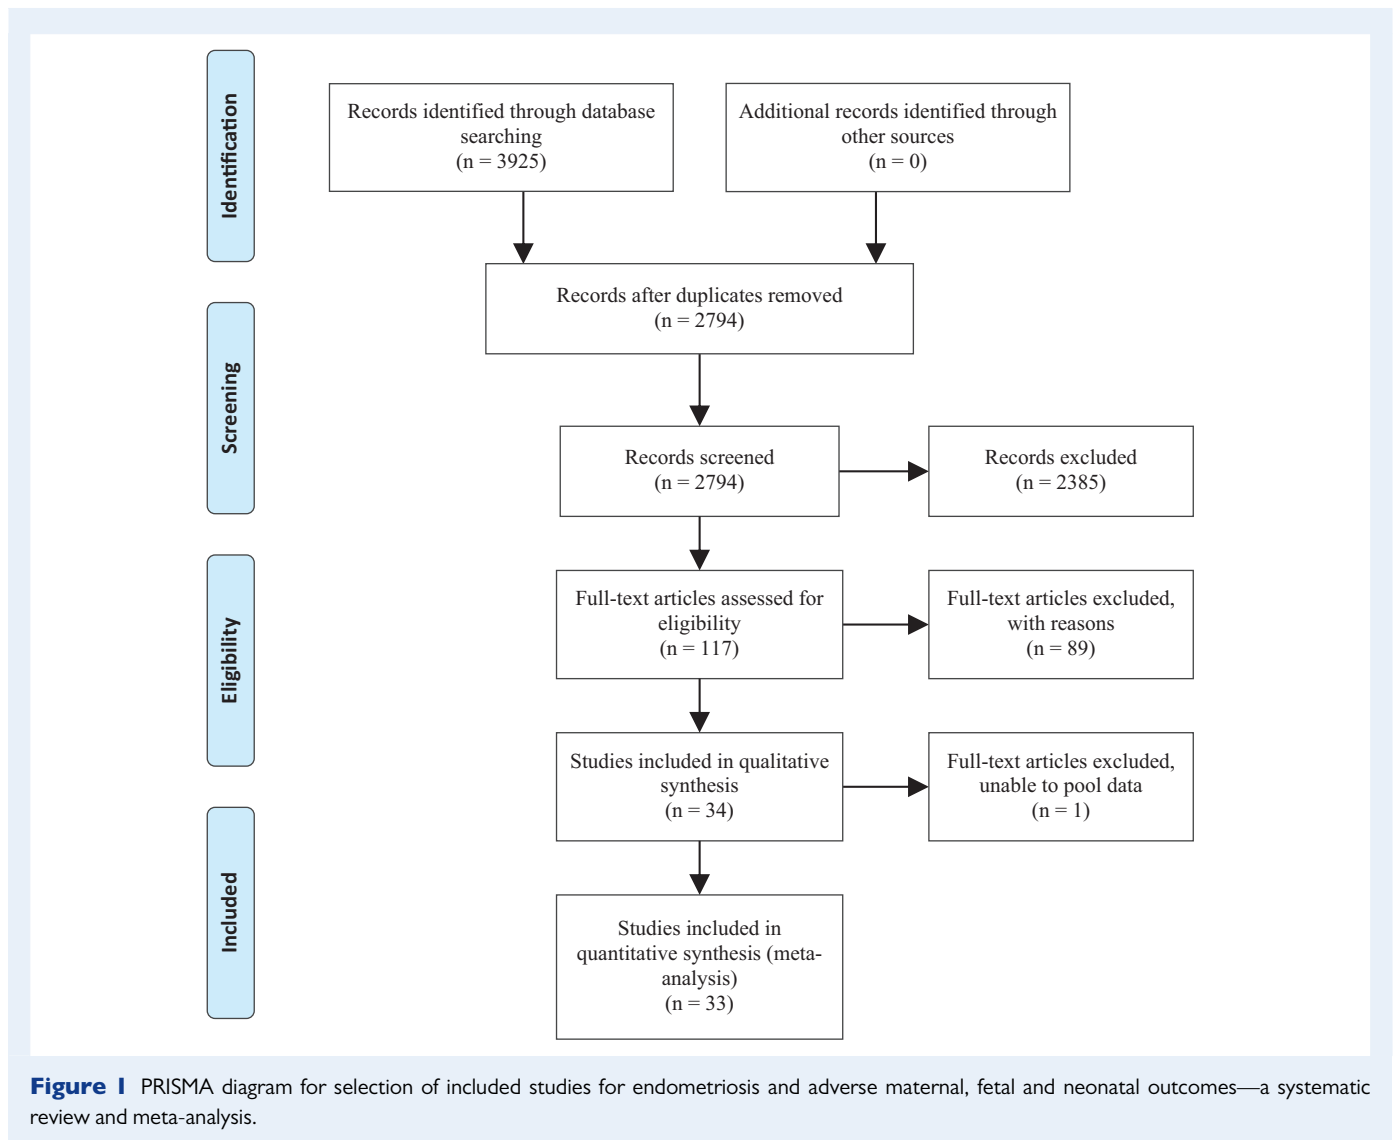 Identification
Records identified through database
searching
(n = 3925)
Additional records identified through
other sources
(n = 0)
Records after duplicates removed
(n = 2794)
Screening
Records screened
(n = 2794)
Records excluded
(n = 2385)
Eligibility
Full-text articles assessed for
eligibility
(n = 117)
Full-text articles excluded,
with reasons
(n = 89)
Studies included in qualitative
synthesis
(n = 34)
Full-text articles excluded,
unable to pool data
(n = 1)
Included
Studies included in
quantitative synthesis (meta-
analysis)
(n = 33)
Figure 1 PRISMA diagram for selection of included studies for endometriosis and adverse maternal, fetal and neonatal outcomes—a systematic
review and meta-analysis.